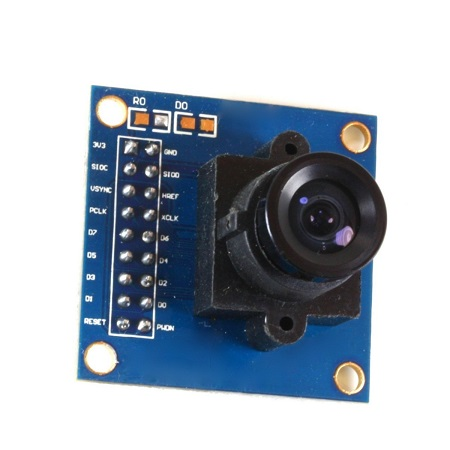 R0 D0
3V3 GND
SIOC SIOD
VSYNC HREF
PCLK XCLK
D7 D6
D5 D4
D3 D2
D1 D0
RESET PWDN